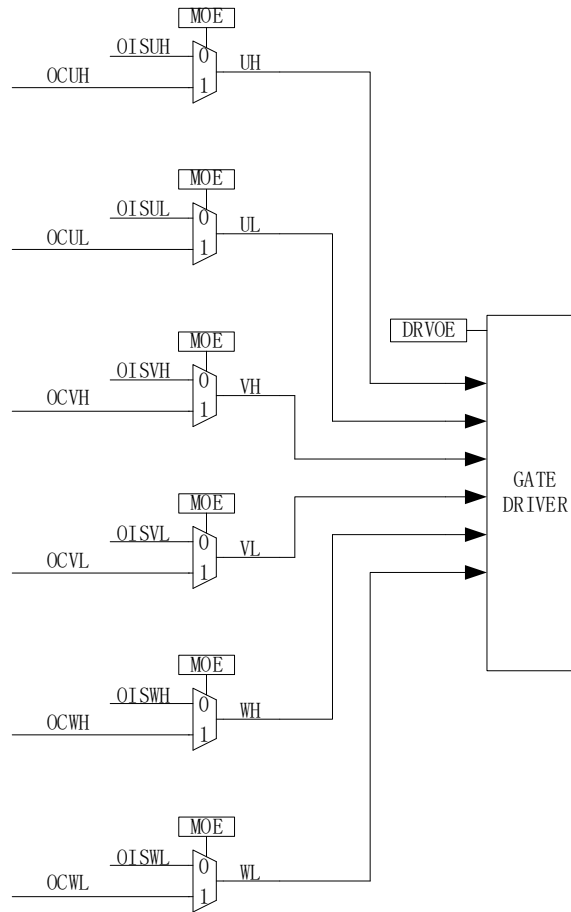 MOE
OISUH
0
UH
OCUH
1
MOE
OISUL
0
UL
OCUL
1
DRVOE
MOE
OISVH
0
VH
OCVH
1
GATE
DRIVER
MOE
OISVL
0
VL
OCVL
1
MOE
OISWH
0
WH
OCWH
1
MOE
OISWL
0
WL
OCWL
1